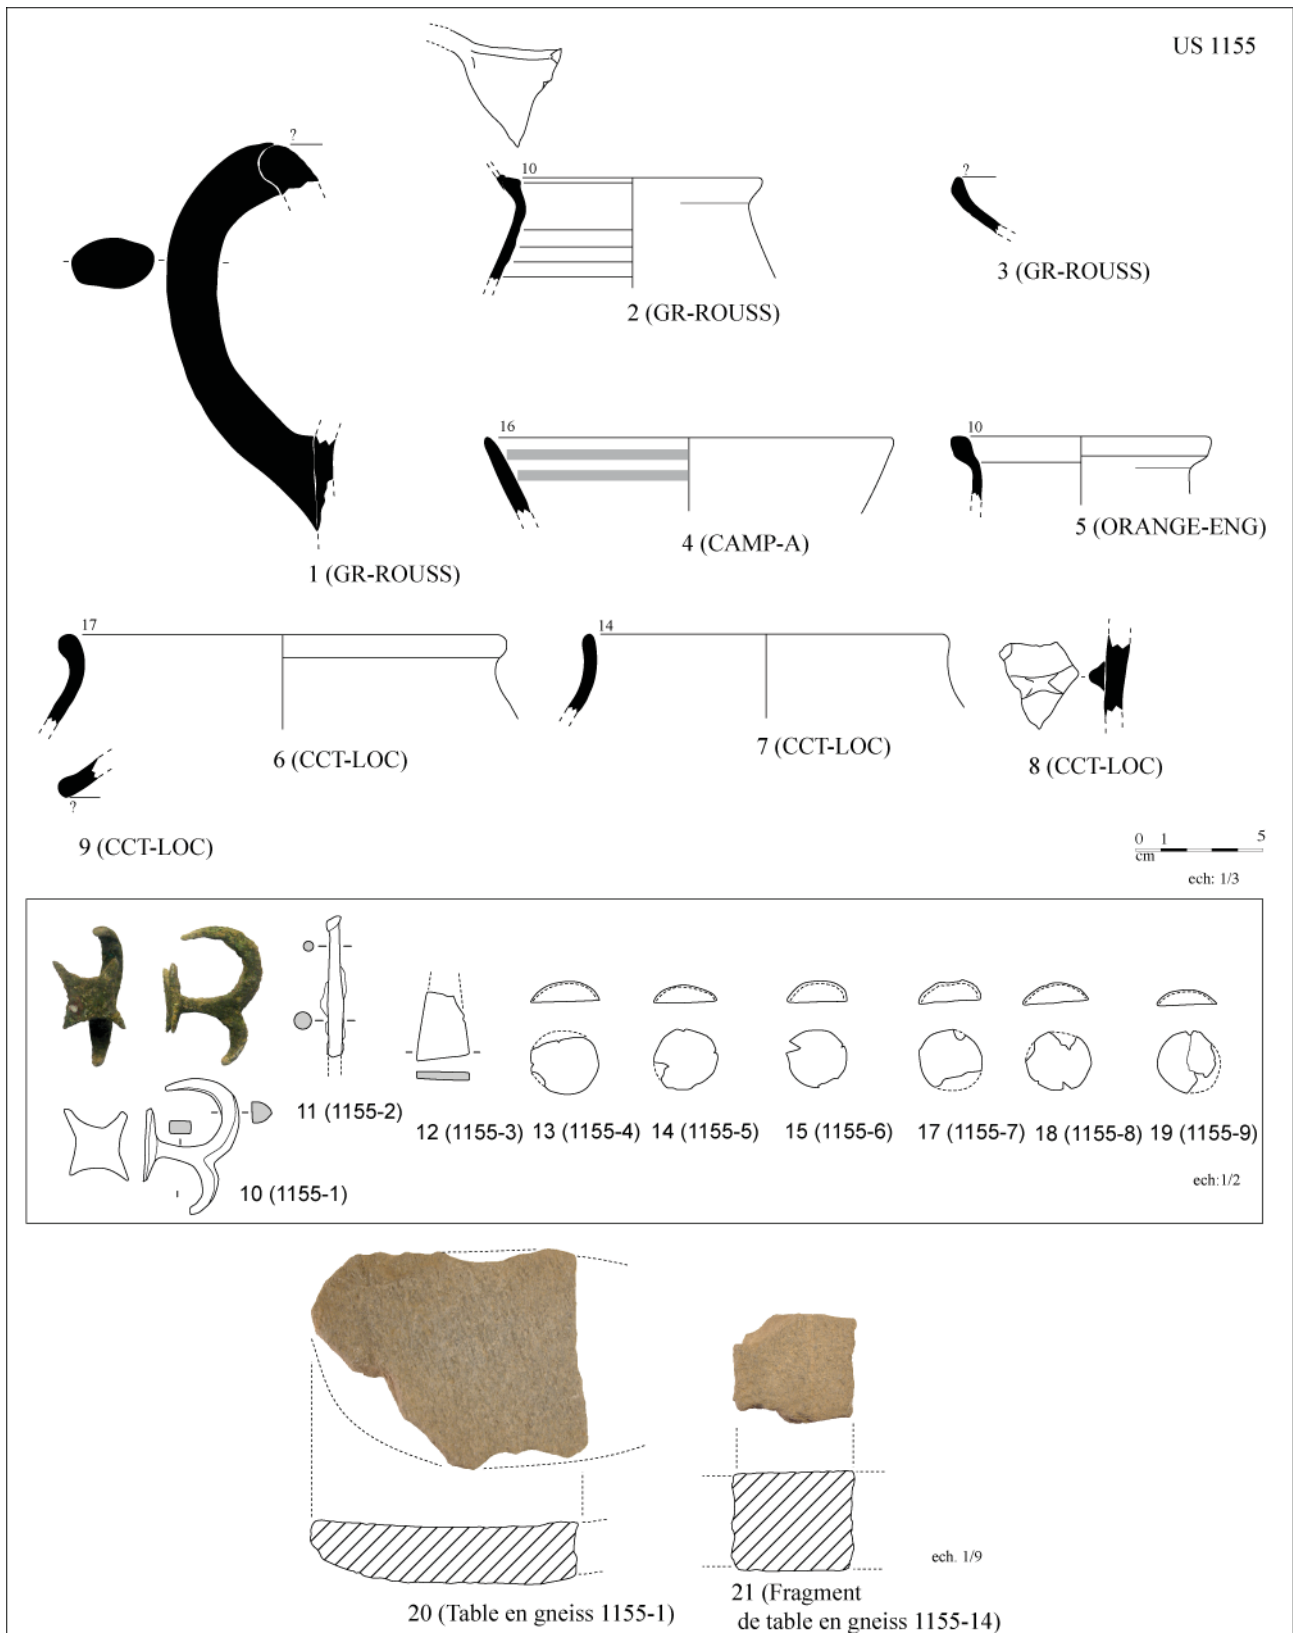 US 1155
?
10
?
1 (GR-ROUSS)
2 (GR-ROUSS)
3 (GR-ROUSS)
16
10
4 (CAMP-A)
5 (ORANGE-ENG)
17
14
6 (CCT-LOC)
7 (CCT-LOC)
8 (CCT-LOC)
?
9 (CCT-LOC)
0 1 5
cm
ech: 1/3
10 (1155-1)
11 (1155-2)
12 (1155-3)
13 (1155-4)
14 (1155-5)
15 (1155-6)
17 (1155-7)
18 (1155-8)
19 (1155-9)
ech:1/2
ech. 1/9
20 (Table en gneiss 1155-1)
21 (Fragment
de table en gneiss 1155-14)